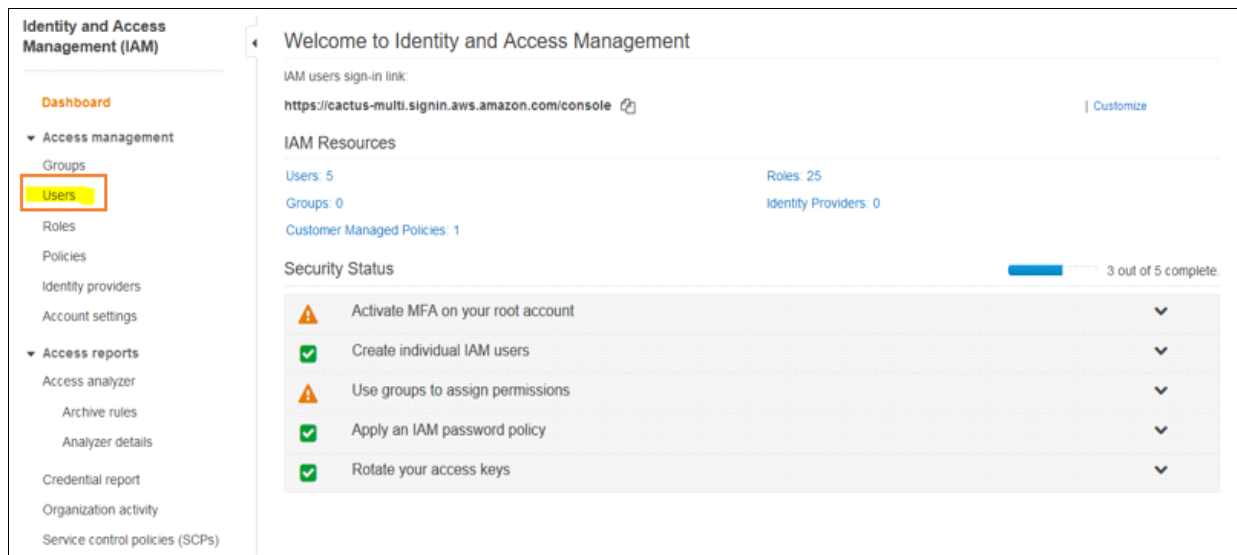 Identity and Access
Management (IAM)
Dashboard
Access management
Groups
Users
Roles
Policies
Identity providers
Account settings
Access reports
Access analyzer
Archive rules
Analyzer details
Credential report
Organization activity
Service control policies (SCPs)
Welcome to Identity and Access Management
IAM users sign-in link:
https://cactus-multi.signin.aws.amazon.com/console | Customize
IAM Resources
Users: 5 Roles: 25
Groups: 0 Identity Providers: 0
Customer Managed Policies: 1
Security Status 3 out of 5 complete.
Activate MFA on your root account
Create individual IAM users
Use groups to assign permissions
Apply an IAM password policy
Rotate your access keys